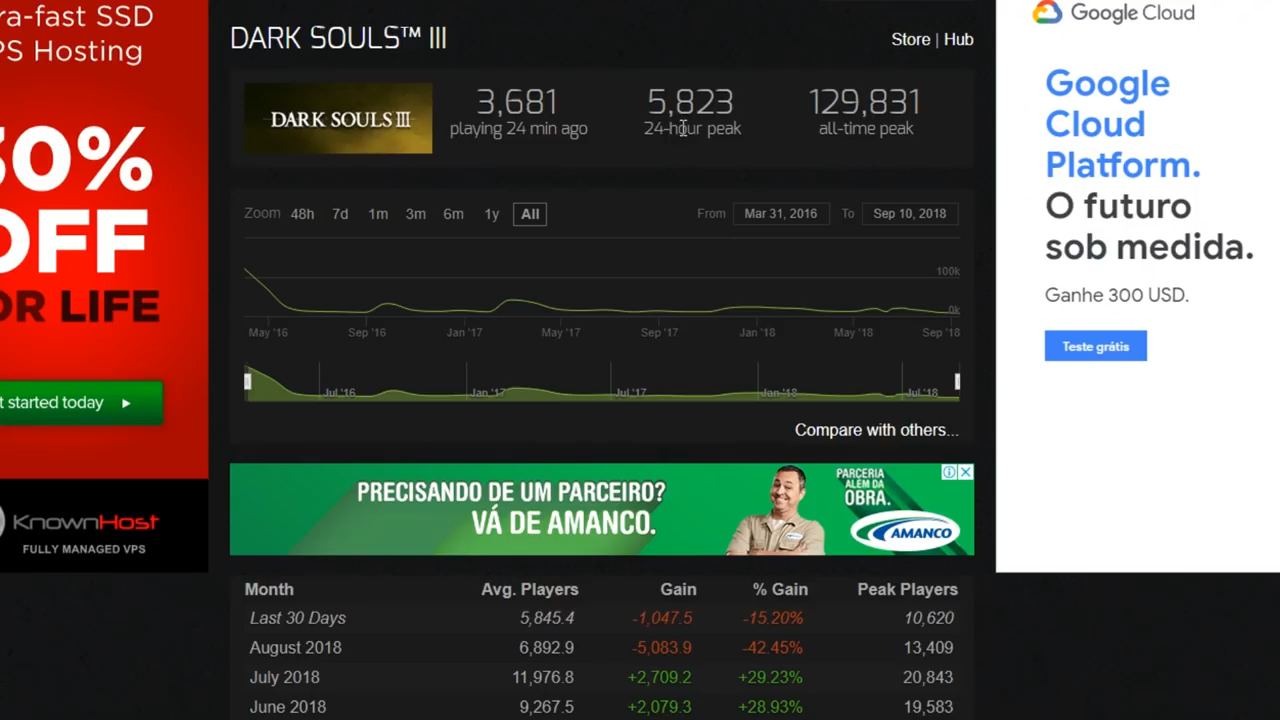 ra-fast SSD
PS Hosting
50%
OFF
OR LIFE
t started today
KnownHost
FULLY MANAGED VPS
DARK SOULS™ III
Store | Hub
DARK SOULS III
3,681
playing 24 min ago
5,823
24-hour peak
129,831
all-time peak
Zoom 48h 7d 1m 3m 6m 1y All
From Mar 31, 2016 To Sep 10, 2018
100k
0k
May '16 Sep '16 Jan '17 May '17 Sep '17 Jan '18 May '18 Sep '18
Jul '16 Jan '17 Jul '17 Jan '18 Jul '18
Compare with others...
PRECISANDO DE UM PARCEIRO?
VÁ DE AMANCO.
PARCERIA
ALÉM DA
OBRA.
AMANCO
Month Avg. Players Gain % Gain Peak Players
Last 30 Days 5,845.4 -1,047.5 -15.20% 10,620
August 2018 6,892.9 -5,083.9 -42.45% 13,409
July 2018 11,976.8 +2,709.2 +29.23% 20,843
June 2018 9,267.5 +2,079.3 +28.93% 19,583
Google Cloud
Google
Cloud
Platform.
O futuro
sob medida.
Ganhe 300 USD.
Teste grátis